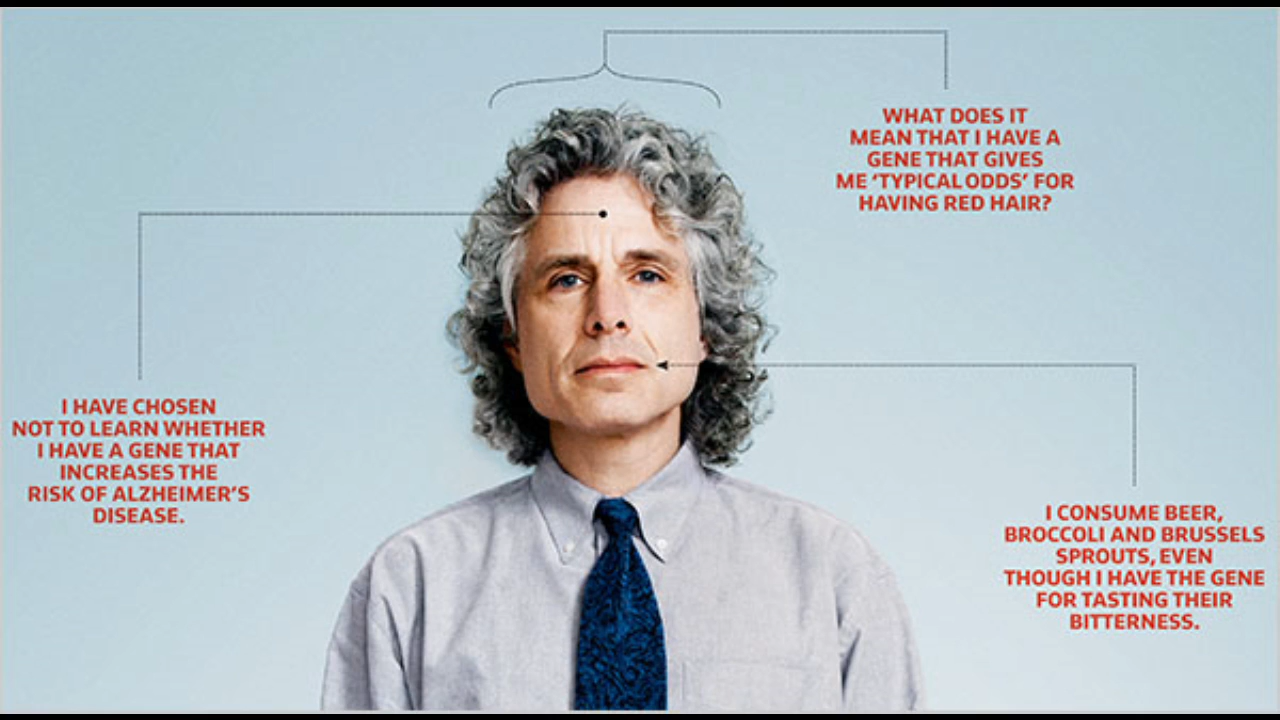 WHAT DOES IT
MEAN THAT I HAVE A
GENE THAT GIVES
ME ‘TYPICAL ODDS’ FOR
HAVING RED HAIR?
I HAVE CHOSEN
NOT TO LEARN WHETHER
I HAVE A GENE THAT
INCREASES THE
RISK OF ALZHEIMER’S
DISEASE.
I CONSUME BEER,
BROCCOLI AND BRUSSELS
SPROUTS, EVEN
THOUGH I HAVE THE GENE
FOR TASTING THEIR
BITTERNESS.